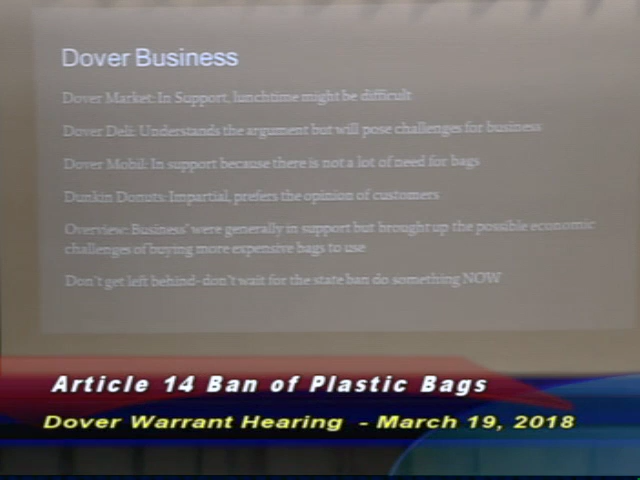 Dover Business
Dover Market: In Support, lunchtime might be difficult
Dover Deli: Understands the argument but will pose challenges for business
Dover Mobil: In support because there is not a lot of need for bags
Dunkin Donuts: Impartial, prefers the opinion of customers
Overview: Business' were generally in support but brought up the possible economic
challenges of buying more expensive bags to use
Don't get left behind- don't wait for the state ban do something NOW
Article 14 Ban of Plastic Bags
Dover Warrant Hearing - March 19, 2018